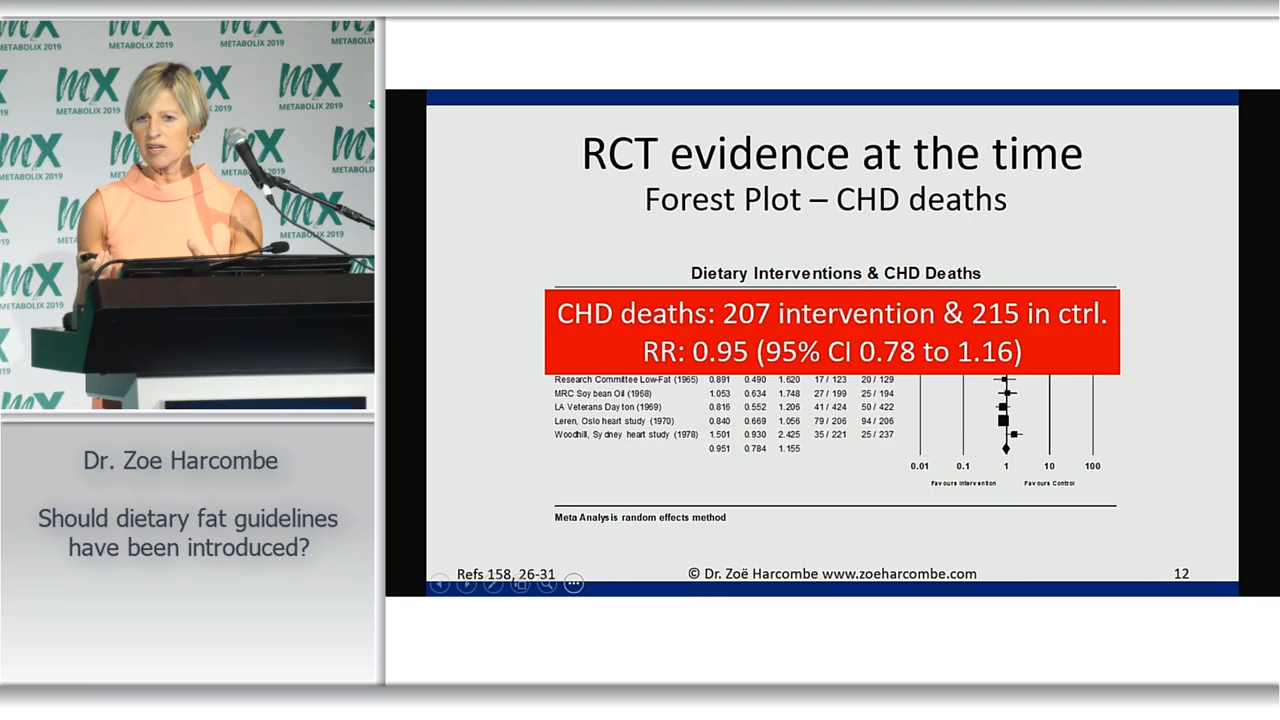 MX
METABOLIX 2019
Dr. Zoe Harcombe
Should dietary fat guidelines
have been introduced?
RCT evidence at the time
Forest Plot – CHD deaths
Dietary Interventions & CHD Deaths
CHD deaths: 207 intervention & 215 in ctrl.
RR: 0.95 (95% CI 0.78 to 1.16)
Research Committee Low-Fat (1965) 0.891 0.490 1.620 17 / 123 20 / 129
MRC Soy bean Oil (1968) 1.053 0.634 1.748 27 / 199 25 / 194
LA Veterans Dayton (1969) 0.816 0.552 1.206 41 / 424 50 / 422
Leren, Oslo heart study (1970) 0.840 0.669 1.056 79 / 206 94 / 206
Woodhill, Sydney heart study (1978) 1.501 0.930 2.425 35 / 221 25 / 237
0.951 0.784 1.155
0.01 0.1 1 10 100
Favours Intervention Favours Control
Meta Analysis random effects method
Refs 158, 26-31
© Dr. Zoë Harcombe www.zoeharcombe.com
12